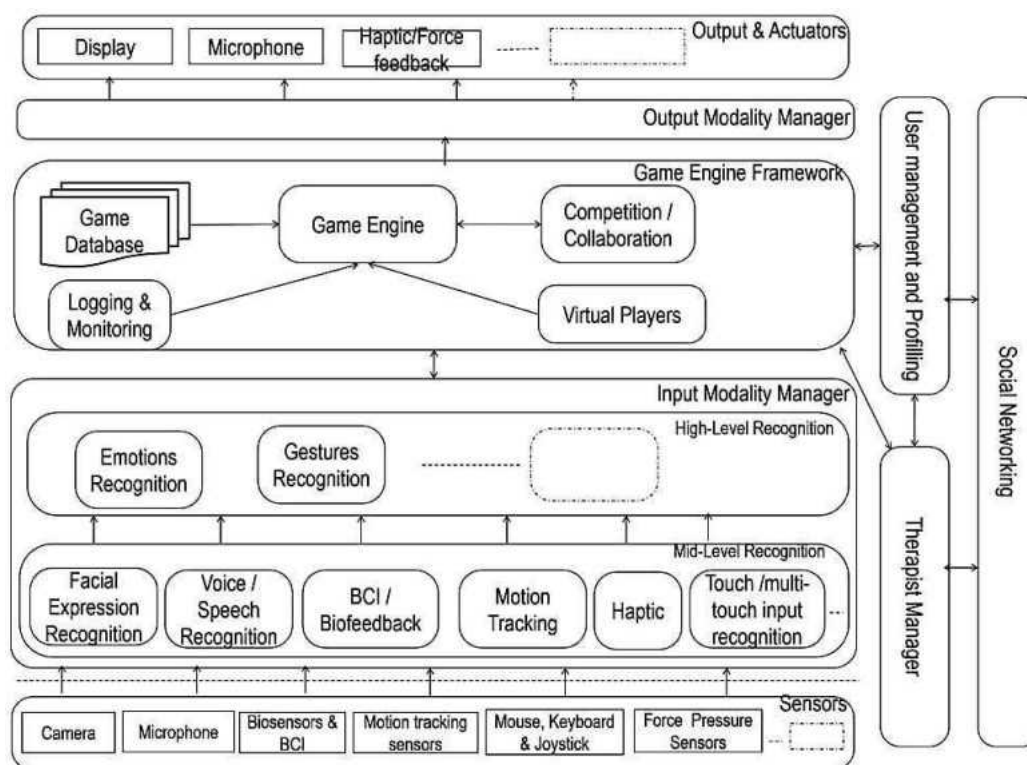 Output & Actuators
Display
Microphone
Haptic/Force
feedback
Output Modality Manager
Game Engine Framework
Game
Database
Game Engine
Competition /
Collaboration
Logging &
Monitoring
Virtual Players
User management and Profilling
Social Networking
Therapist Manager
Input Modality Manager
High-Level Recognition
Emotions
Recognition
Gestures
Recognition
Mid-Level Recognition
Facial
Expression
Recognition
Voice /
Speech
Recognition
BCI /
Biofeedback
Motion
Tracking
Haptic
Touch /multi-
touch input
recognition
Sensors
Camera
Microphone
Biosensors &
BCI
Motion tracking
sensors
Mouse, Keyboard
& Joystick
Force Pressure
Sensors